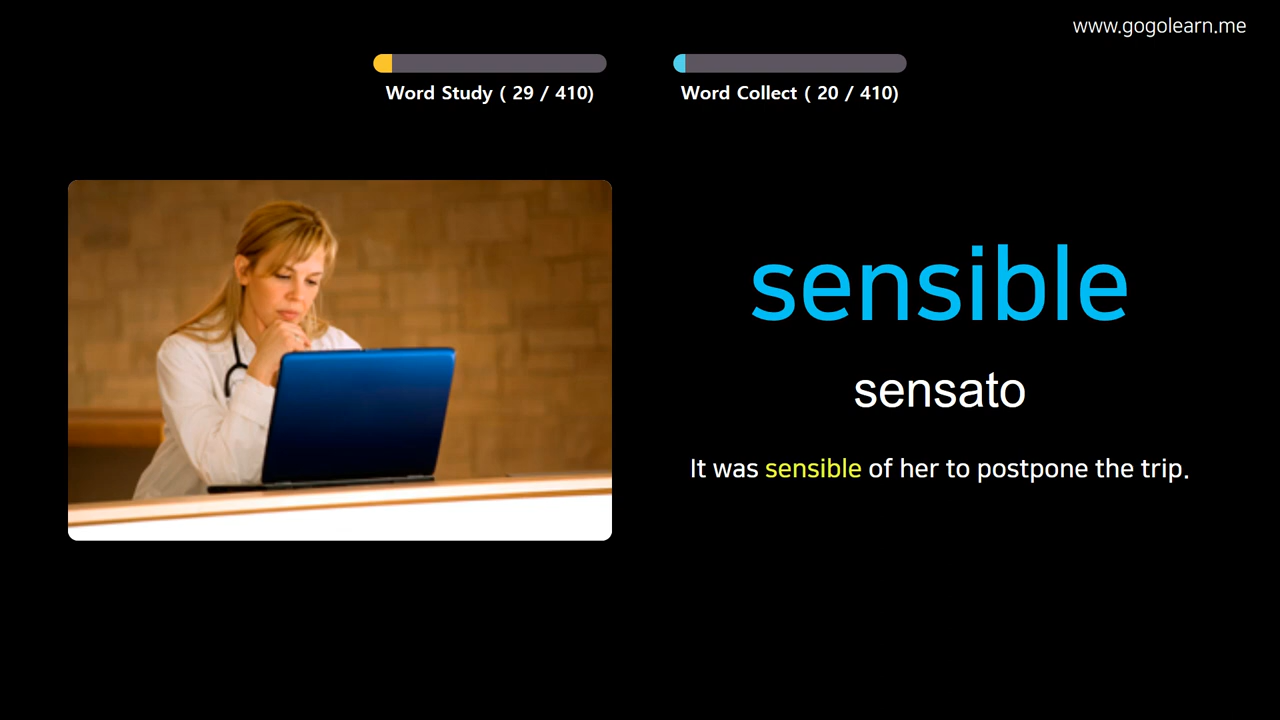 www.gogolearn.me
Word Study ( 29 / 410)
Word Collect ( 20 / 410)
sensible
sensato
It was sensible of her to postpone the trip.